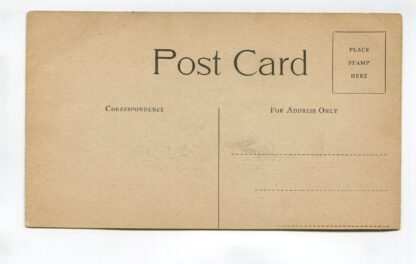 Post Card
PLACE
STAMP
HERE
CORRESPONDENCE
FOR ADDRESS ONLY